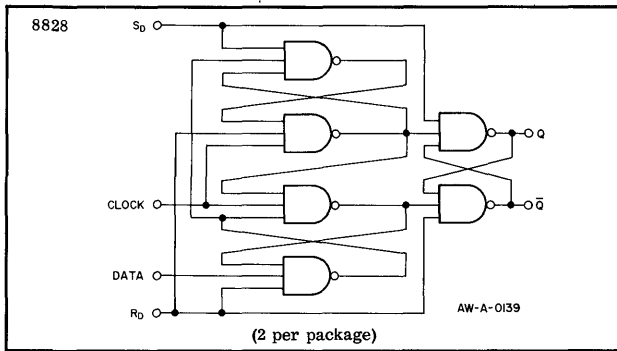 8828
S_D
Q
CLOCK
Q̅
DATA
R_D
AW-A-0139
(2 per package)